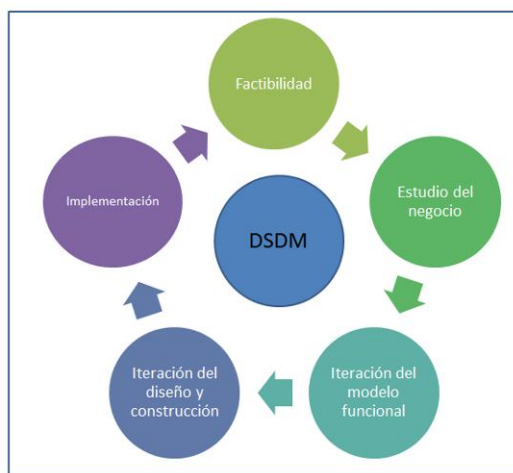 Factibilidad
Estudio del
negocio
Iteración del
modelo
funcional
Iteración del
diseño y
construcción
Implementación
DSDM